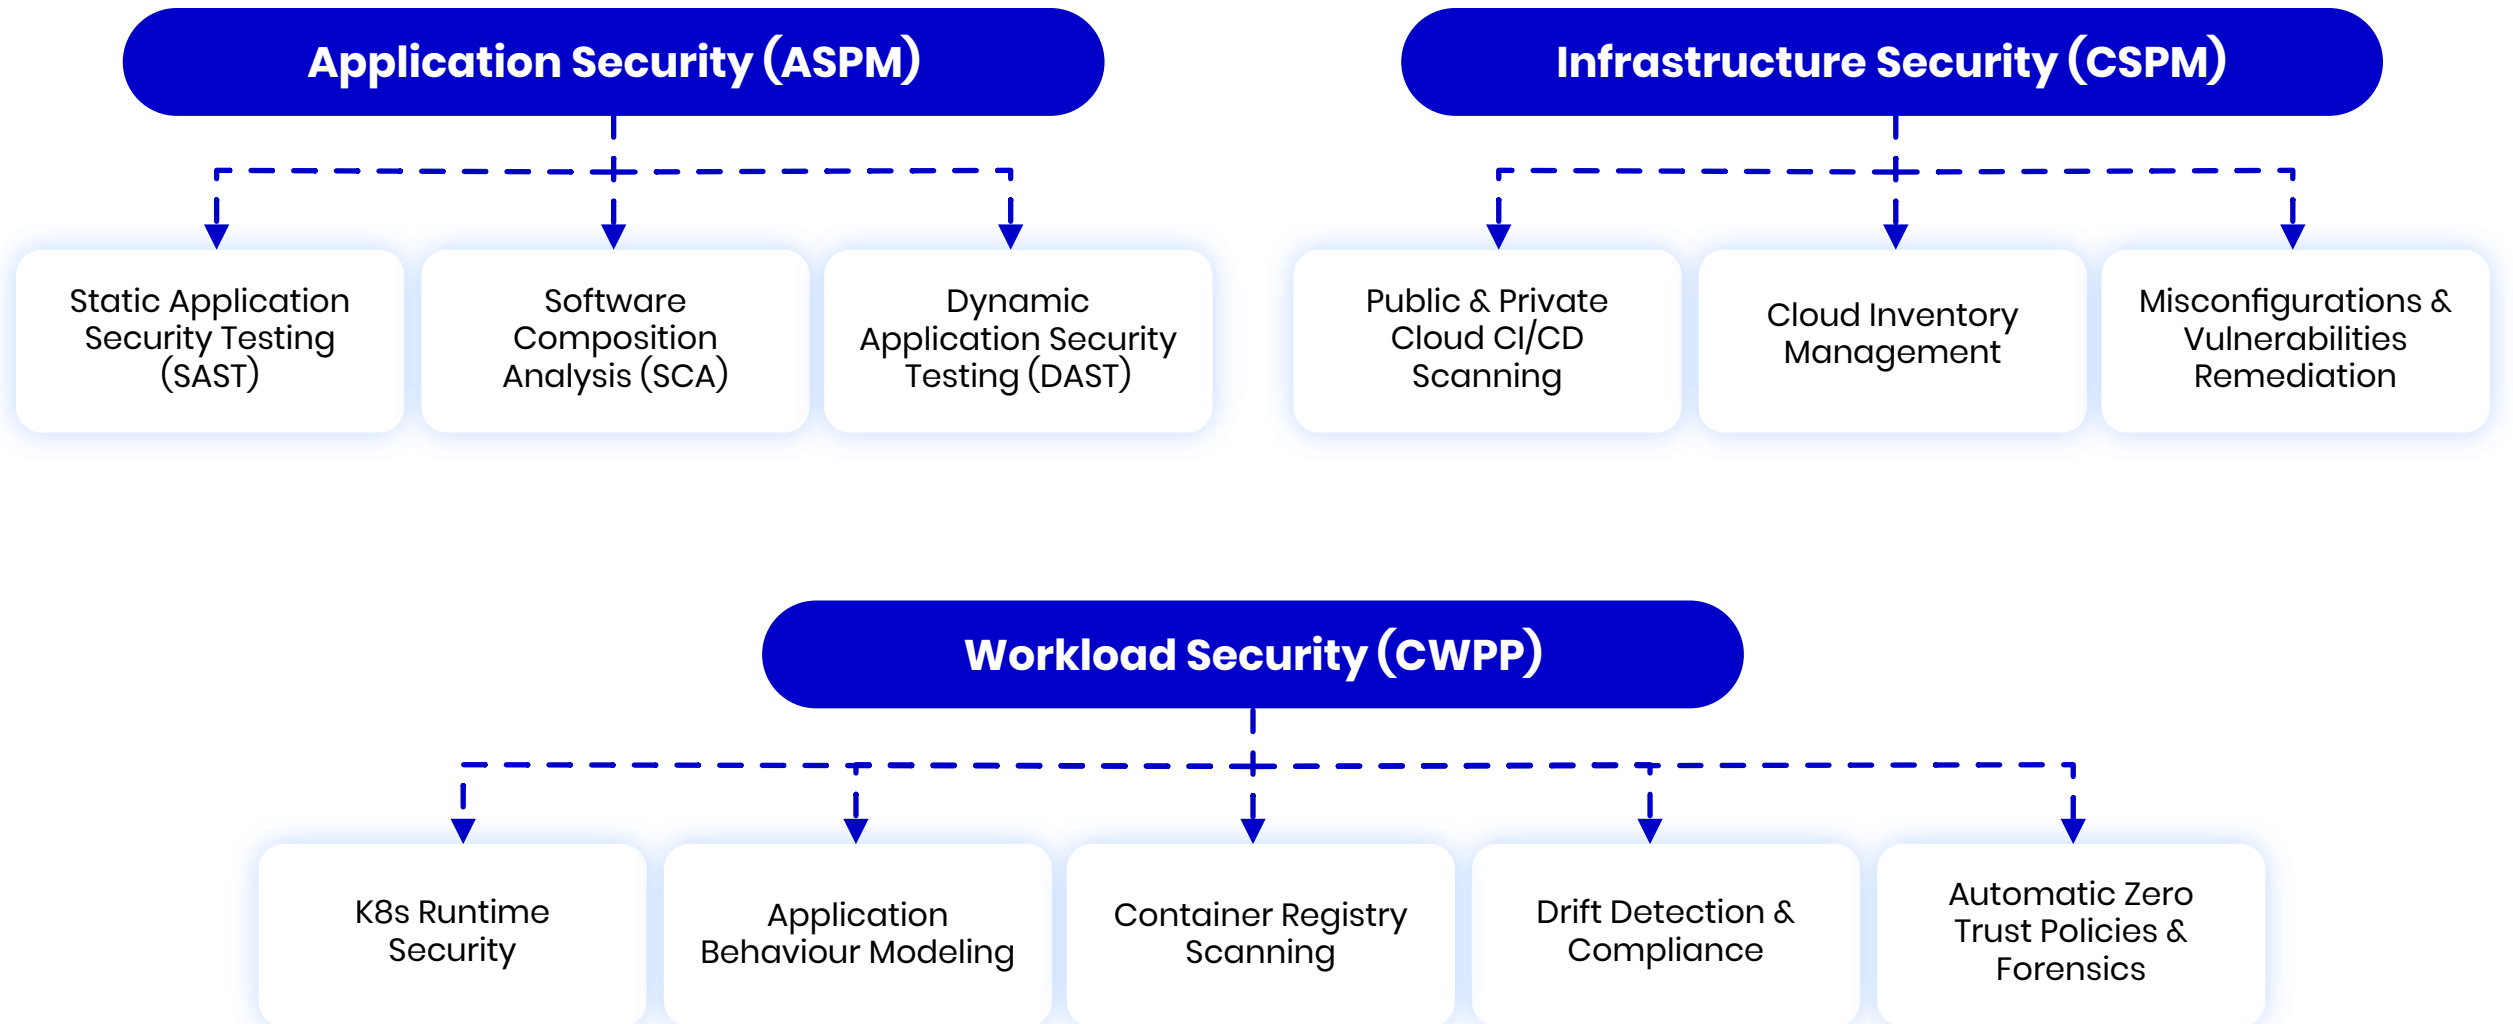 Application Security (ASPM)
Static Application
Security Testing
(SAST)
Software
Composition
Analysis (SCA)
Dynamic
Application Security
Testing (DAST)
Infrastructure Security (CSPM)
Public & Private
Cloud CI/CD
Scanning
Cloud Inventory
Management
Misconfigurations &
Vulnerabilities
Remediation
Workload Security (CWPP)
K8s Runtime
Security
Application
Behaviour Modeling
Container Registry
Scanning
Drift Detection &
Compliance
Automatic Zero
Trust Policies &
Forensics